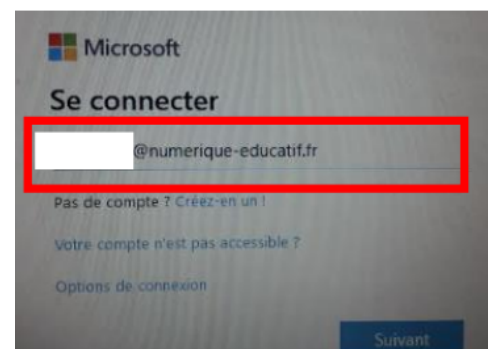 Microsoft
Se connecter
@numerique-educatif.fr
Pas de compte ? Créez-en un !
Votre compte n'est pas accessible ?
Options de connexion
Suivant